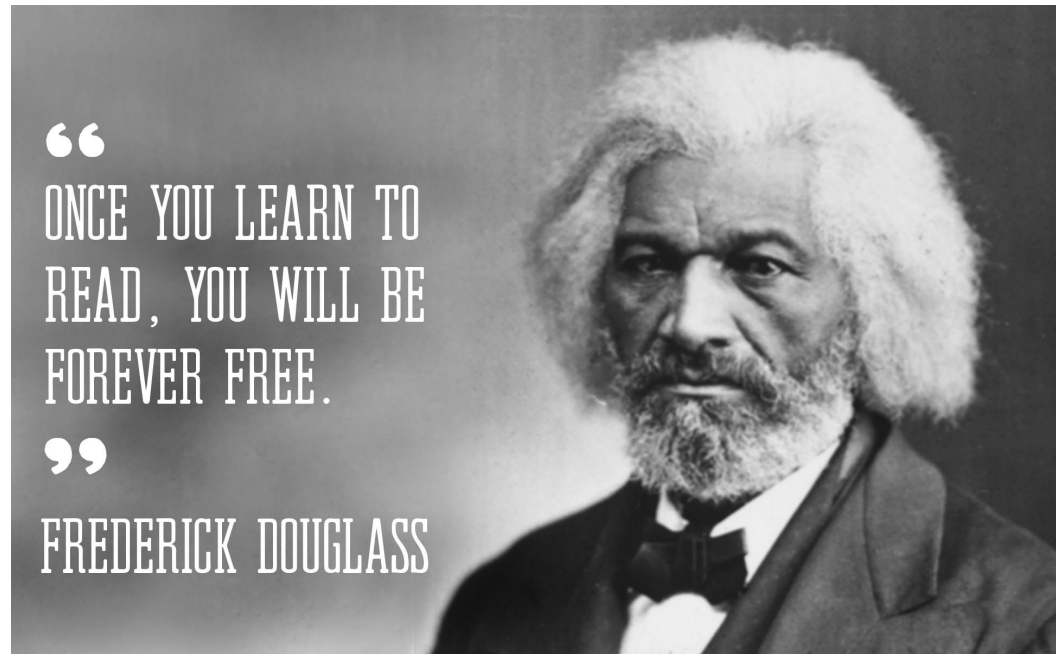 “
ONCE YOU LEARN TO
READ, YOU WILL BE
FOREVER FREE.
”
FREDERICK DOUGLASS